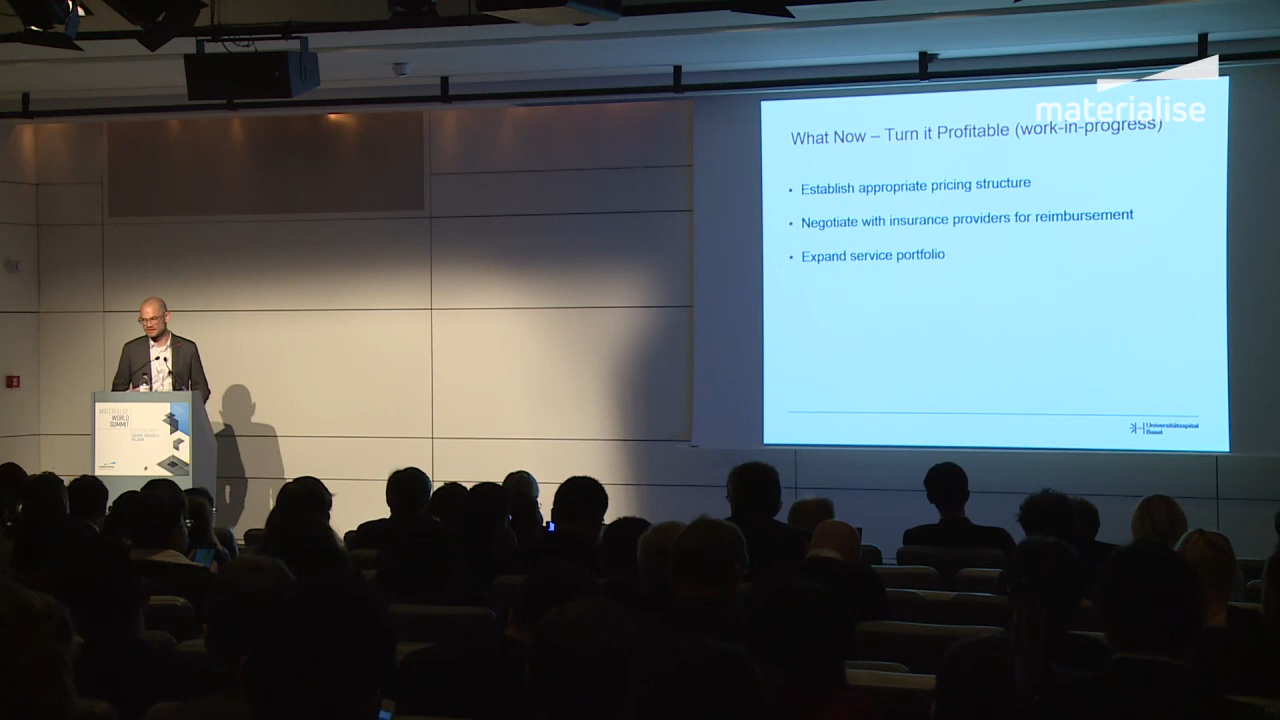 materialise
What Now – Turn it Profitable (work-in-progress)
• Establish appropriate pricing structure
• Negotiate with insurance providers for reimbursement
• Expand service portfolio
Universitätsspital
Basel
MATERIALISE
WORLD
SUMMIT